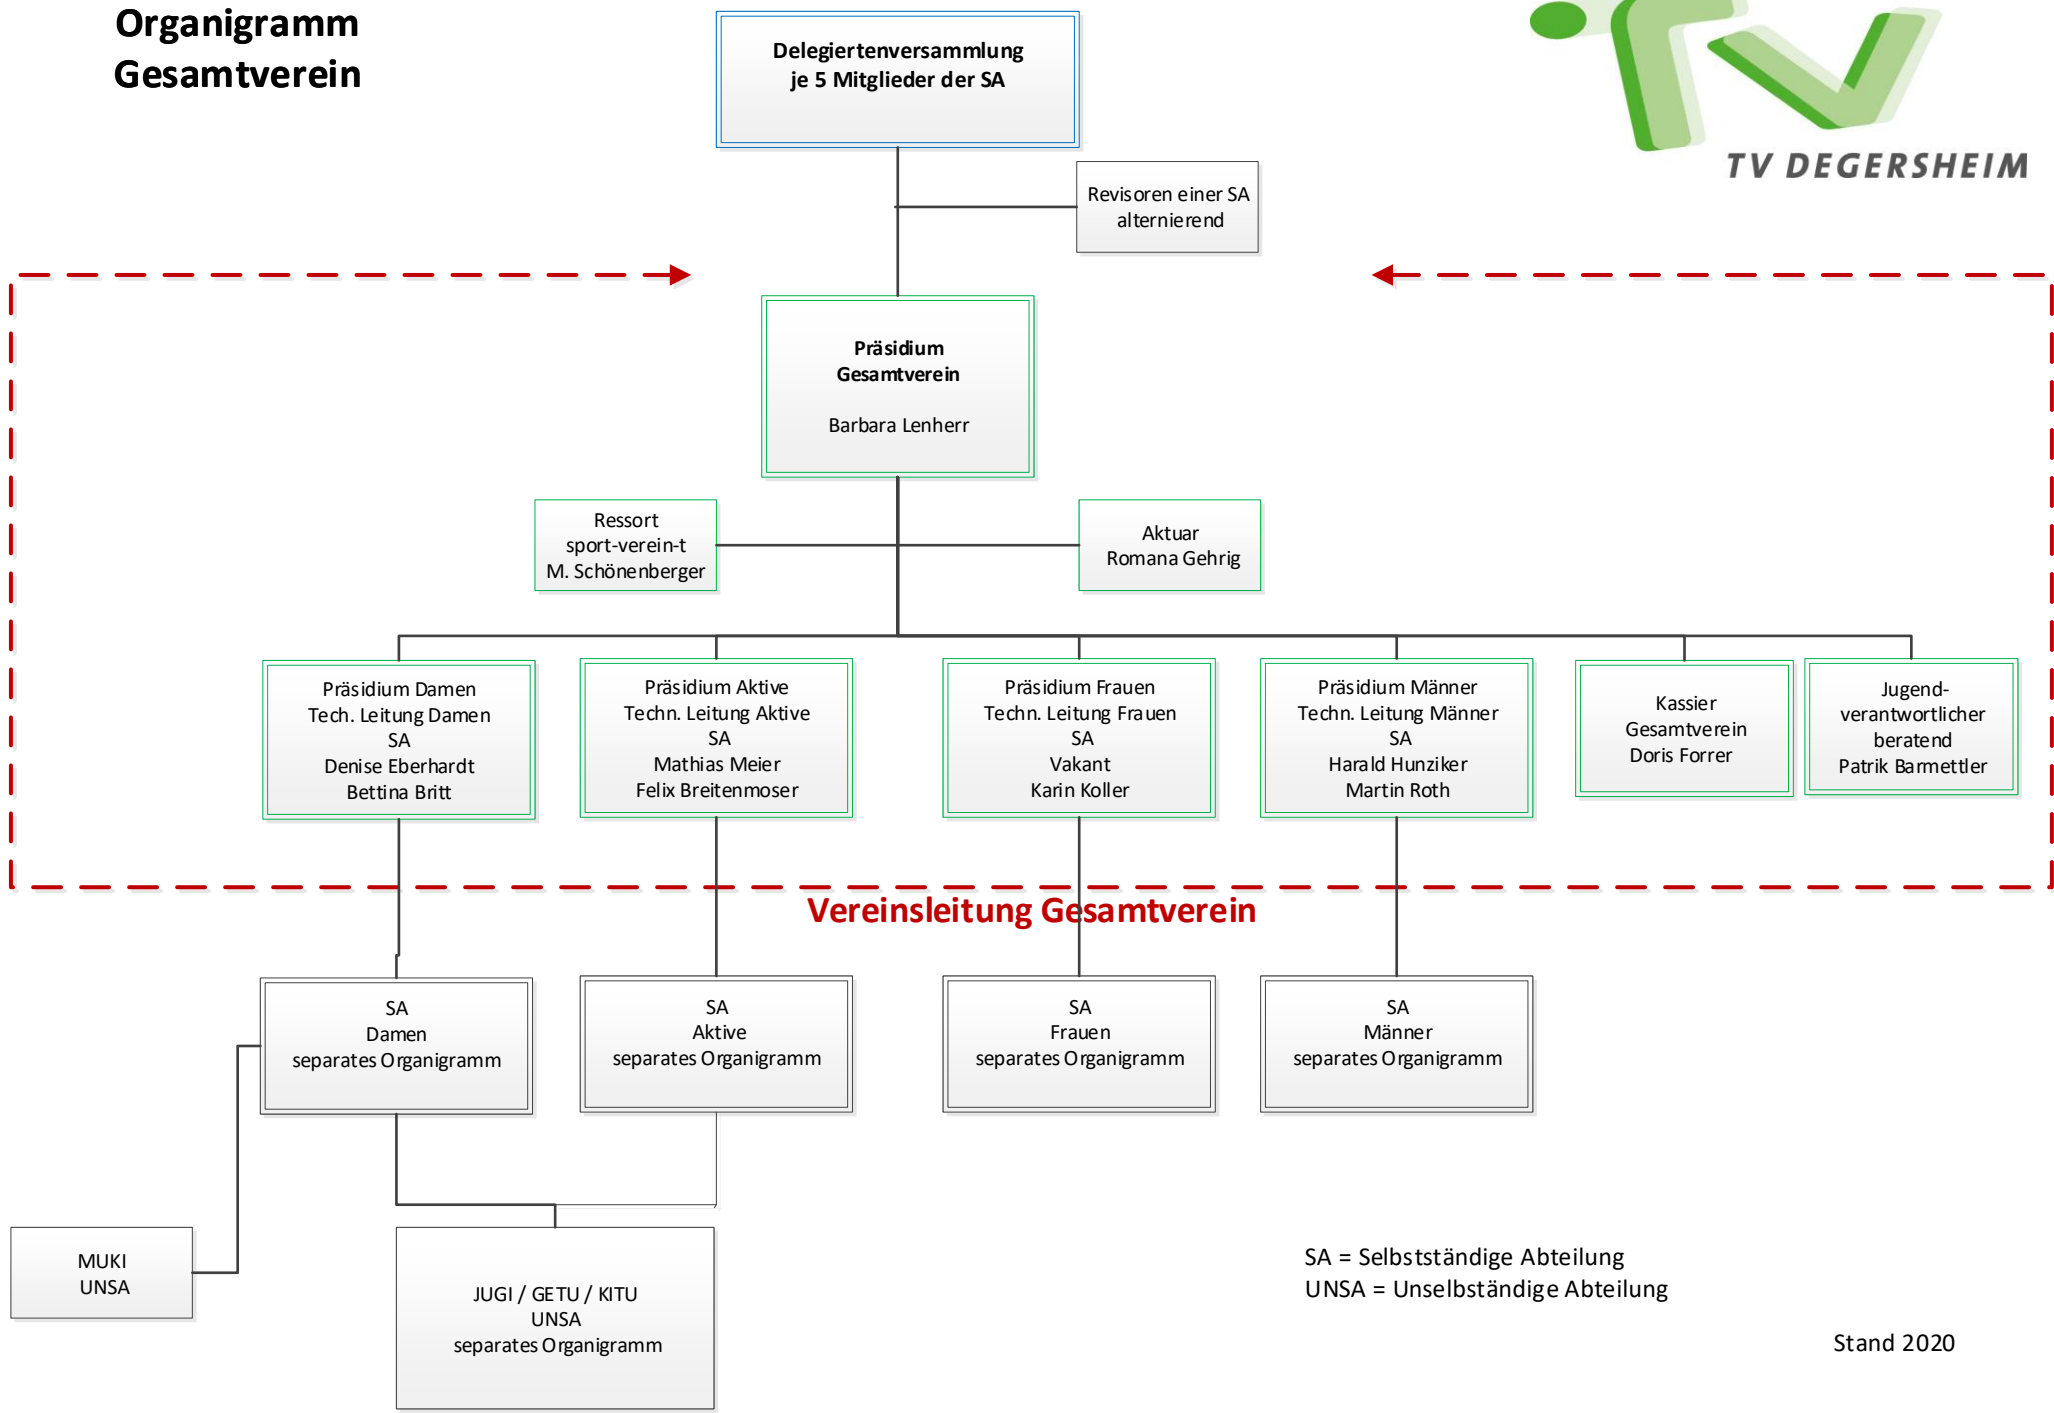 Organigramm
Gesamtverein
Delegiertenversammlung
je 5 Mitglieder der SA
TV DEGERSHEIM
Revisoren einer SA
alternierend
Präsidium
Gesamtverein
Barbara Lenherr
Ressort
sport-verein-t
M. Schönenberger
Aktuar
Romana Gehrig
Präsidium Damen
Tech. Leitung Damen
SA
Denise Eberhardt
Bettina Britt
Präsidium Aktive
Techn. Leitung Aktive
SA
Mathias Meier
Felix Breitenmoser
Präsidium Frauen
Techn. Leitung Frauen
SA
Vakant
Karin Koller
Präsidium Männer
Techn. Leitung Männer
SA
Harald Hunziker
Martin Roth
Kassier
Gesamtverein
Doris Forrer
Jugend-
verantwortlicher
beratend
Patrik Barmettler
Vereinsleitung Gesamtverein
SA
Damen
separates Organigramm
SA
Aktive
separates Organigramm
SA
Frauen
separates Organigramm
SA
Männer
separates Organigramm
MUKI
UNSA
JUGI / GETU / KITU
UNSA
separates Organigramm
SA = Selbstständige Abteilung
UNSA = Unselbständige Abteilung
Stand 2020